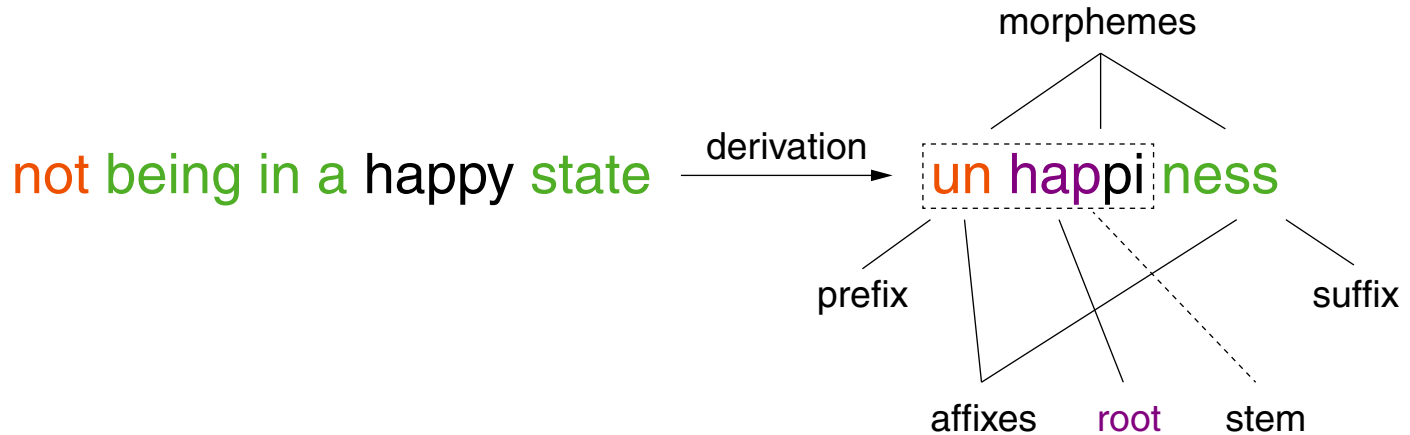 morphemes
not being in a happy state
derivation
un happi ness
prefix
suffix
affixes
root
stem